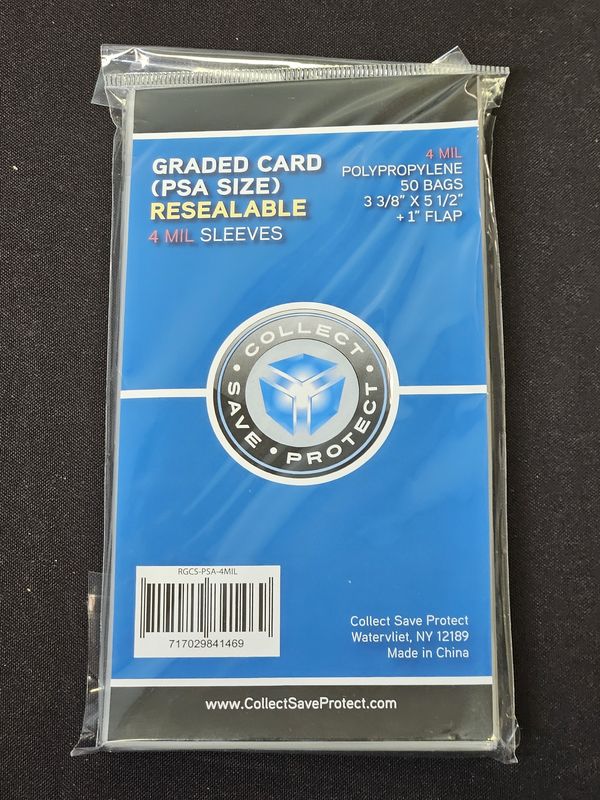 GRADED CARD
(PSA SIZE)
RESEALABLE
4 MIL SLEEVES
4 MIL
POLYPROPYLENE
50 BAGS
3 3/8" X 5 1/2"
+ 1" FLAP
COLLECT • SAVE • PROTECT •
RGCS-PSA-4MIL
717029841469
Collect Save Protect
Watervliet, NY 12189
Made in China
www.CollectSaveProtect.com